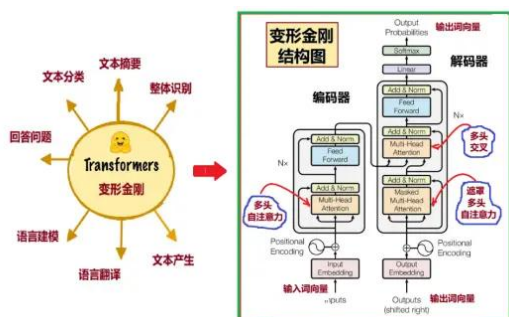 文本摘要
文本分类
整体识别
回答问题
Transformers
变形金刚
语言建模
语言翻译
文本产生
变形金刚
结构图
Output
Probabilities
输出词向量
Softmax
Linear
解码器
编码器
Add & Norm
Feed
Forward
Add & Norm
Multi-Head
Attention
Add & Norm
Masked
Multi-Head
Attention
N×
多头
交叉
遮罩
多头
自注意力
Add & Norm
Feed
Forward
N×
Add & Norm
Multi-Head
Attention
多头
自注意力
Positional
Encoding
Positional
Encoding
Input
Embedding
Output
Embedding
输入词向量
Outputs
(shifted right)
输出词向量